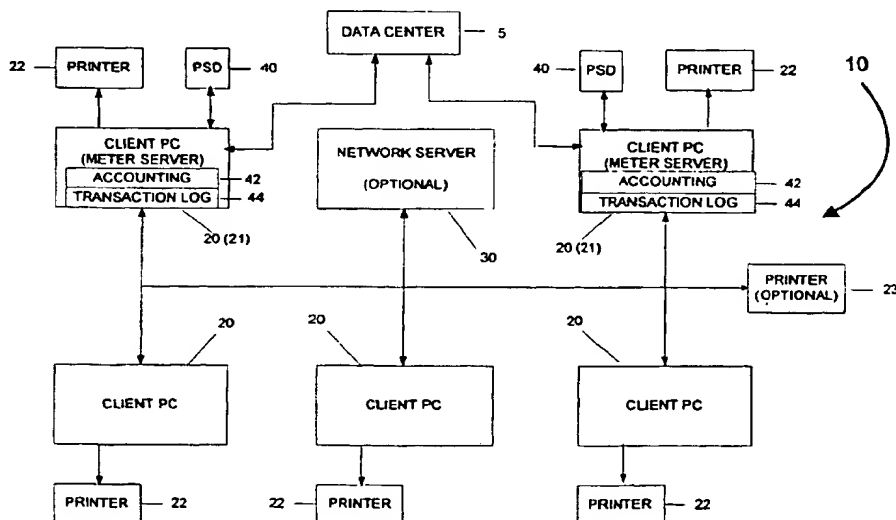 DATA CENTER
5
22
PRINTER
PSD
40
40
PSD
PRINTER
22
10
CLIENT PC
(METER SERVER)
ACCOUNTING
42
TRANSACTION LOG
44
20 (21)
NETWORK SERVER
(OPTIONAL)
30
CLIENT PC
(METER SERVER)
ACCOUNTING
42
TRANSACTION LOG
44
20 (21)
PRINTER
(OPTIONAL)
23
20
CLIENT PC
20
CLIENT PC
20
CLIENT PC
PRINTER
22
22
PRINTER
PRINTER
22